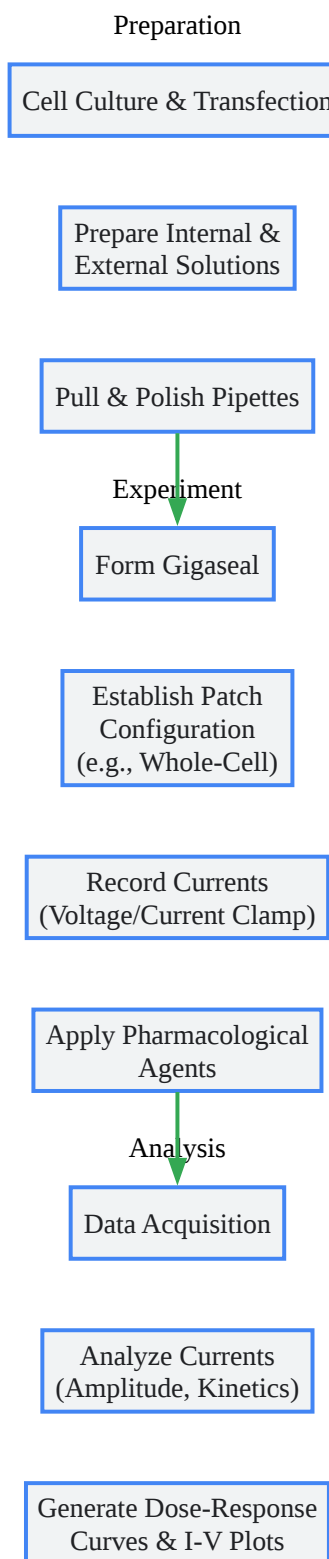 Preparation
Cell Culture & Transfection
Prepare Internal &
External Solutions
Pull & Polish Pipettes
Experiment
Form Gigaseal
Establish Patch
Configuration
(e.g., Whole-Cell)
Record Currents
(Voltage/Current Clamp)
Apply Pharmacological
Agents
Analysis
Data Acquisition
Analyze Currents
(Amplitude, Kinetics)
Generate Dose-Response
Curves & I-V Plots